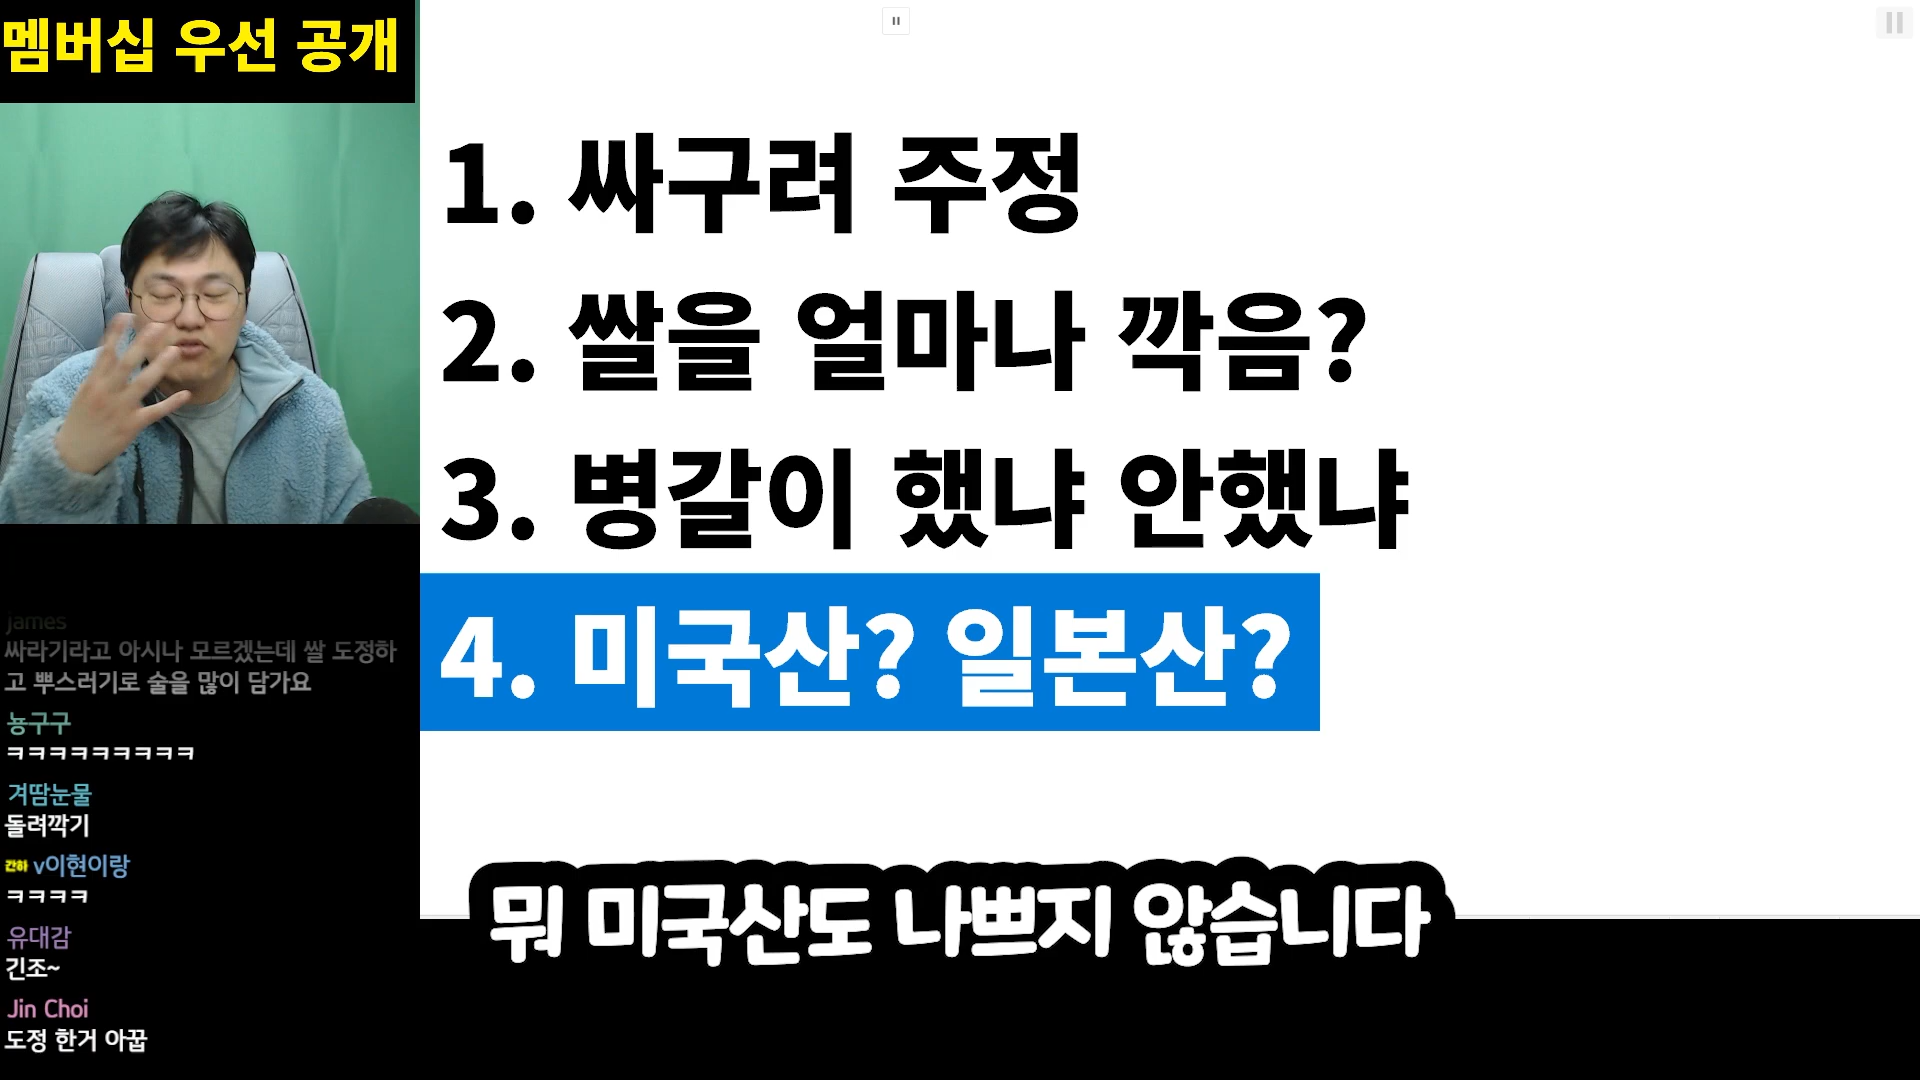 멤버십 우선 공개
1. 싸구려 주정
2. 쌀을 얼마나 깍음?
3. 병갈이 했냐 안했냐
4. 미국산? 일본산?
뭐 미국산도 나쁘지 않습니다
james
싸라기라고 아시나 모르겠는데 쌀 도정하
고 뿌스러기로 술을 많이 담가요
뇽구구
ㅋㅋㅋㅋㅋㅋㅋㅋㅋ
겨땀눈물
돌려깍기
간하 v이현이랑
ㅋㅋㅋㅋ
유대감
긴조~
Jin Choi
도정 한거 아꿉